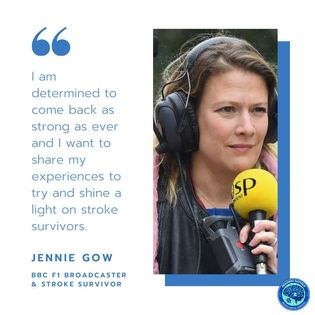 I am
determined to
come back as
strong as ever
and I want to
share my
experiences to
try and shine a
light on stroke
survivors.
JENNIE GOW
BBC F1 BROADCASTER
& STROKE SURVIVOR
SP